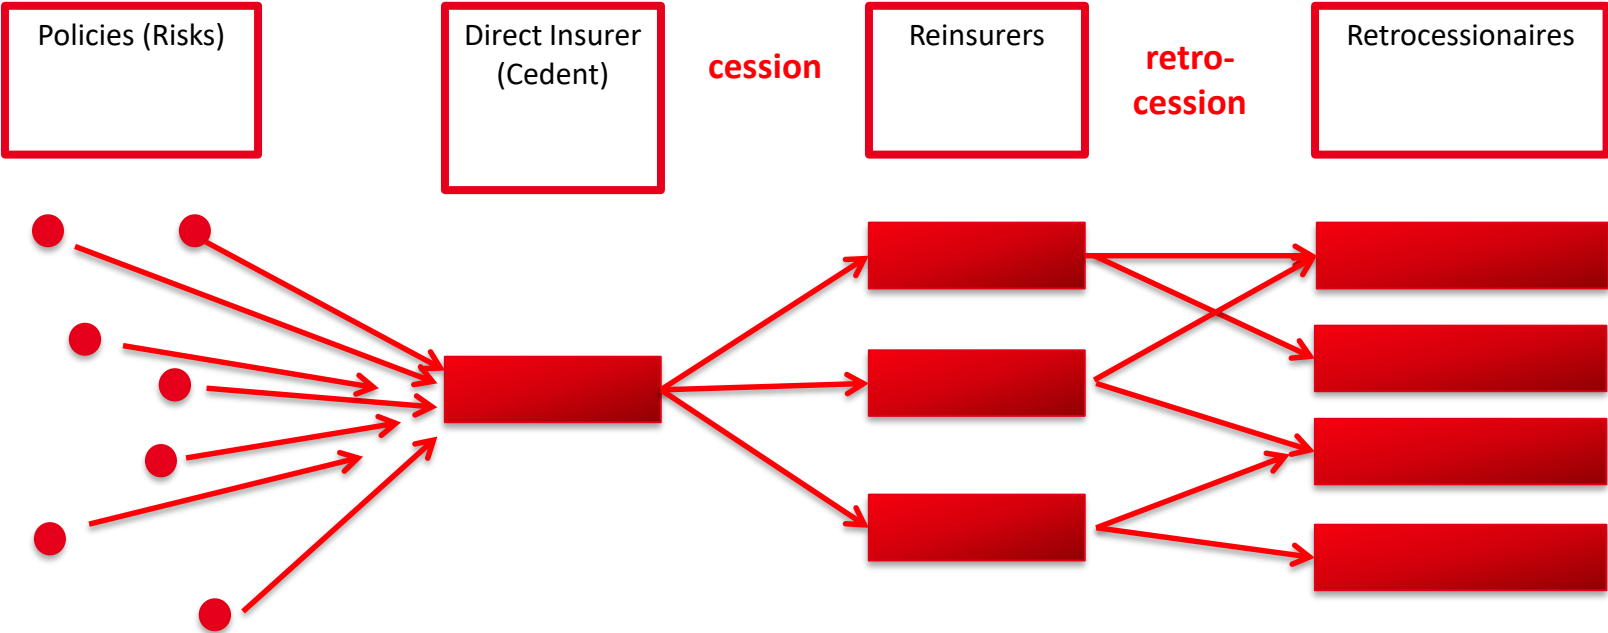 Policies (Risks)
Direct Insurer
(Cedent)
cession
Reinsurers
retro-
cession
Retrocessionaires